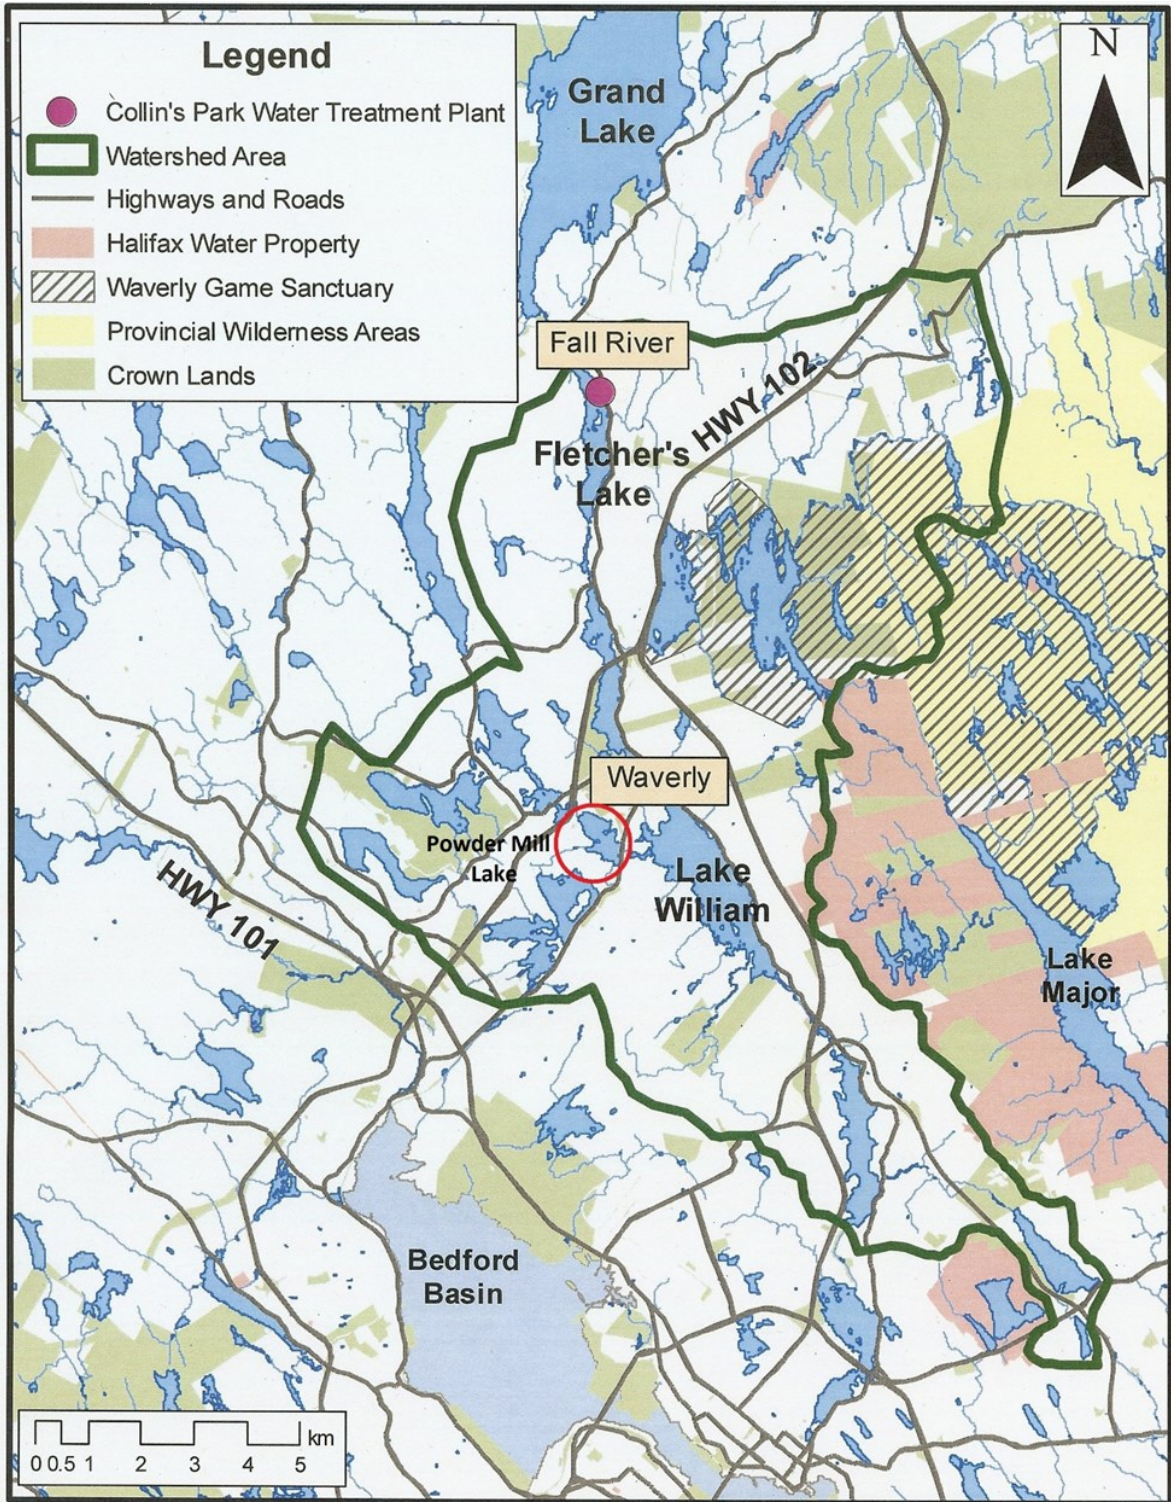 Legend
Collin's Park Water Treatment Plant
Watershed Area
Highways and Roads
Halifax Water Property
Waverly Game Sanctuary
Provincial Wilderness Areas
Crown Lands
N
Grand
Lake
Fall River
HWY 102
Fletcher's
Lake
Waverly
Powder Mill
Lake
Lake
William
HWY 101
Lake
Major
Bedford
Basin
km
0 0.5 1 2 3 4 5